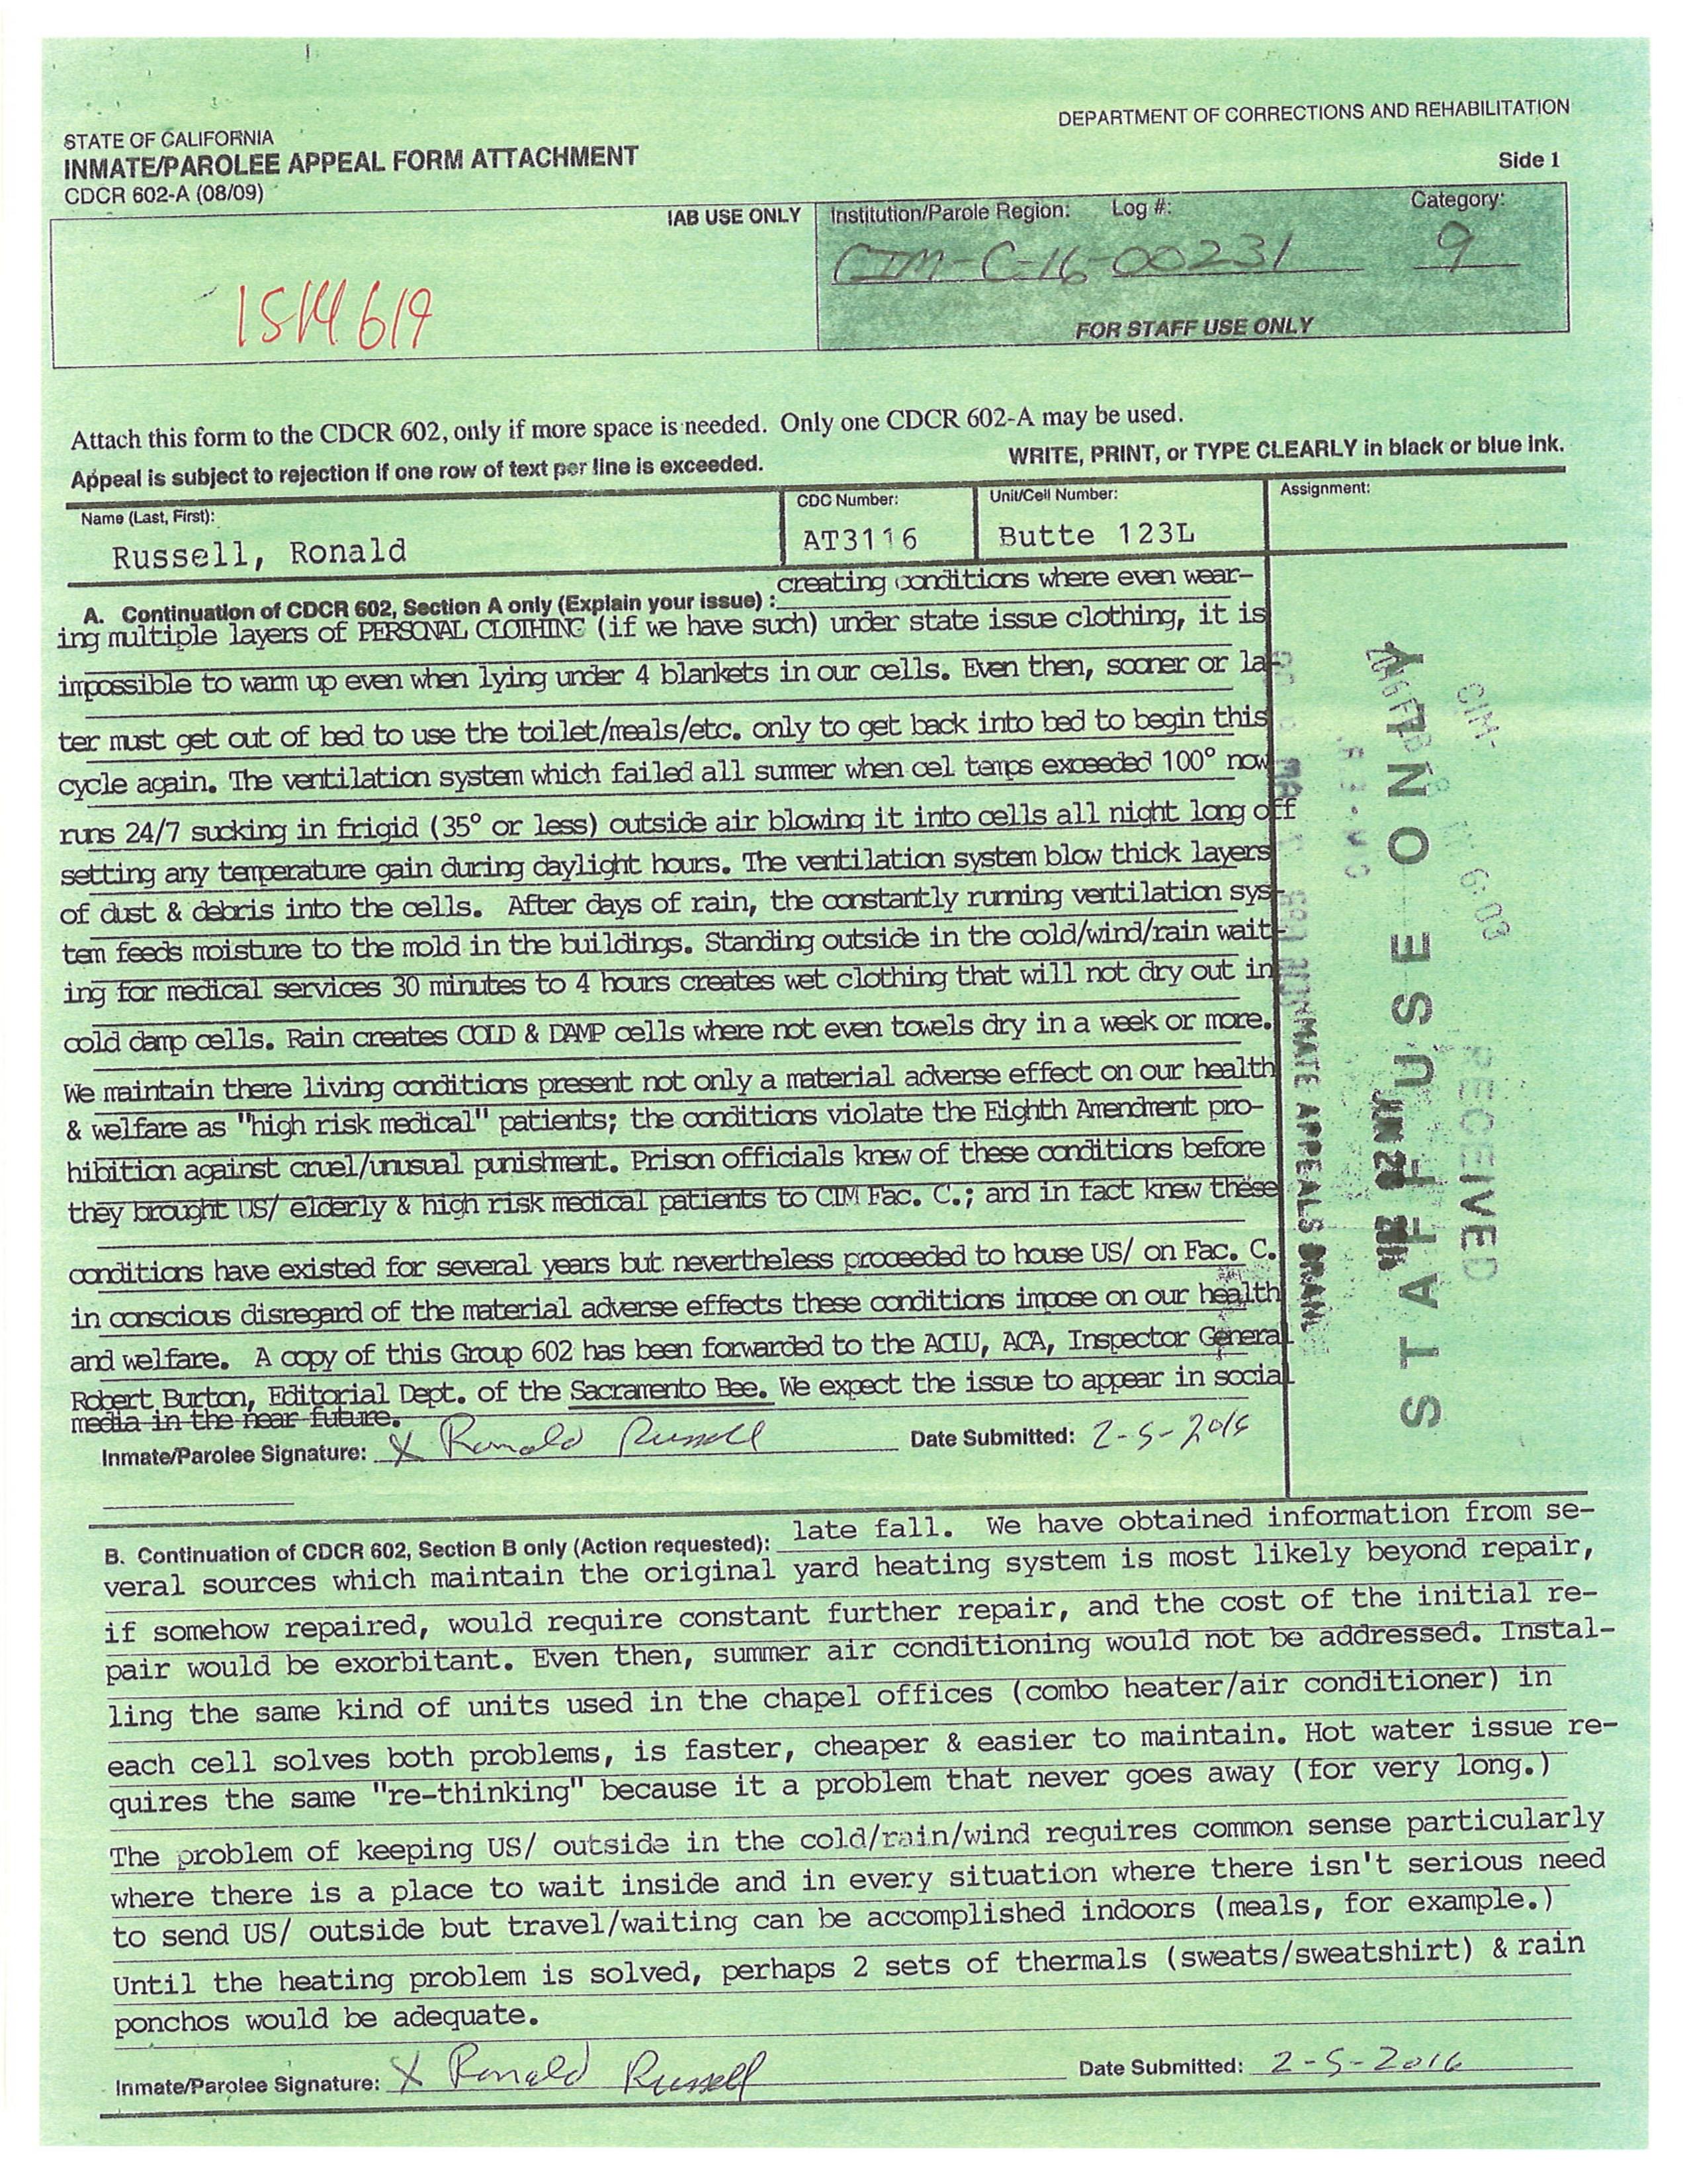 DEPARTMENT OF CORRECTIONS AND REHABILITATION
STATE OF CALIFORNIA
INMATE/PAROLEE APPEAL FORM ATTACHMENT
Side 1
CDCR 602-A (08/09)
IAB USE ONLY
Institution/Parole Region: Log #: Category:
CIM-C-16-00231 9
FOR STAFF USE ONLY
Attach this form to the CDCR 602, only if more space is needed. Only one CDCR 602-A may be used.
Appeal is subject to rejection if one row of text per line is exceeded.
WRITE, PRINT, or TYPE CLEARLY in black or blue ink.
Name (Last, First): CDC Number: Unit/Cell Number: Assignment:
Russell, Ronald AT3116 Butte 123L
A. Continuation of CDCR 602, Section A only (Explain your issue) : creating conditions where even wear-
ing multiple layers of PERSONAL CLOTHING (if we have such) under state issue clothing, it is
impossible to warm up even when lying under 4 blankets in our cells. Even then, sooner or la-
ter must get out of bed to use the toilet/meals/etc. only to get back into bed to begin this
cycle again. The ventilation system which failed all summer when cel temps exceeded 100° now
runs 24/7 sucking in frigid (35° or less) outside air blowing it into cells all night long off
setting any temperature gain during daylight hours. The ventilation system blow thick layers
of dust & debris into the cells. After days of rain, the constantly running ventilation sys-
tem feeds moisture to the mold in the buildings. Standing outside in the cold/wind/rain wait-
ing for medical services 30 minutes to 4 hours creates wet clothing that will not dry out in
cold damp cells. Rain creates COLD & DAMP cells where not even towels dry in a week or more.
We maintain there living conditions present not only a material adverse effect on our health
& welfare as "high risk medical" patients; the conditions violate the Eighth Amendment pro-
hibition against cruel/unusual punishment. Prison officials knew of these conditions before
they brought US/ elderly & high risk medical patients to CIM Fac. C.; and in fact knew these
conditions have existed for several years but nevertheless proceeded to house US/ on Fac. C.
in conscious disregard of the material adverse effects these conditions impose on our health
and welfare. A copy of this Group 602 has been forwarded to the ACLU, ACA, Inspector General
Robert Burton, Editorial Dept. of the Sacramento Bee. We expect the issue to appear in social
media in the near future.
Inmate/Parolee Signature: X Ronald Russell Date Submitted: 2-5-2016
STAFF USE ONLY
RECEIVED
INMATE APPEALS BRANCH
CIM-
B. Continuation of CDCR 602, Section B only (Action requested): late fall. We have obtained information from se-
veral sources which maintain the original yard heating system is most likely beyond repair,
if somehow repaired, would require constant further repair, and the cost of the initial re-
pair would be exorbitant. Even then, summer air conditioning would not be addressed. Instal-
ling the same kind of units used in the chapel offices (combo heater/air conditioner) in
each cell solves both problems, is faster, cheaper & easier to maintain. Hot water issue re-
quires the same "re-thinking" because it a problem that never goes away (for very long.)
The problem of keeping US/ outside in the cold/rain/wind requires common sense particularly
where there is a place to wait inside and in every situation where there isn't serious need
to send US/ outside but travel/waiting can be accomplished indoors (meals, for example.)
Until the heating problem is solved, perhaps 2 sets of thermals (sweats/sweatshirt) & rain
ponchos would be adequate.
Inmate/Parolee Signature: X Ronald Russell Date Submitted: 2-5-2016